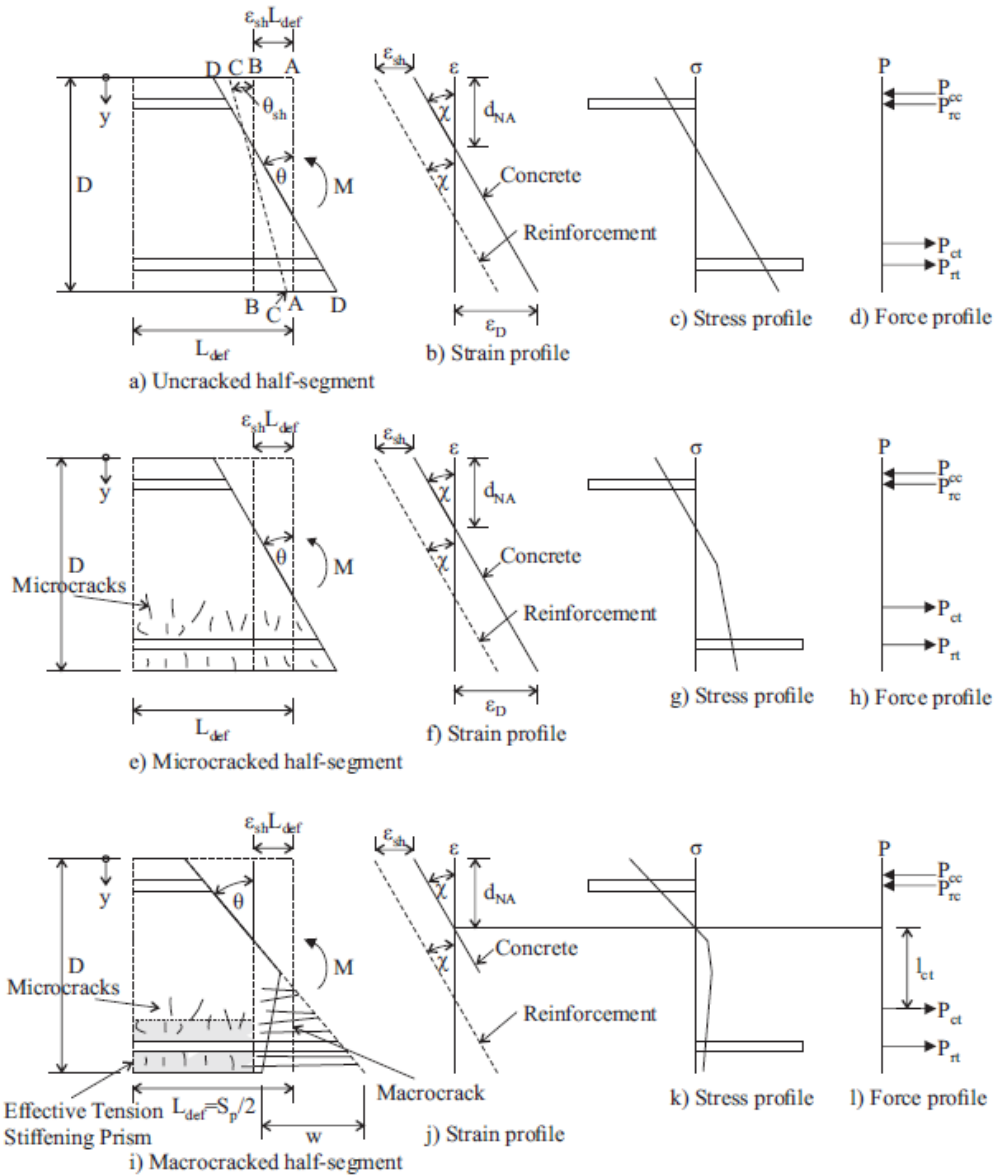 ε_sh L_def
D C B A
y
θ_sh
θ
M
D
B C A D
L_def
a) Uncracked half-segment
ε_sh
ε
χ
d_NA
χ
Concrete
Reinforcement
ε_D
b) Strain profile
σ
c) Stress profile
P
P_cc
P_rc
P_ct
P_rt
d) Force profile
ε_sh L_def
y
θ
M
D
Microcracks
L_def
e) Microcracked half-segment
ε_sh
ε
χ
d_NA
χ
Concrete
Reinforcement
ε_D
f) Strain profile
σ
g) Stress profile
P
P_cc
P_rc
P_ct
P_rt
h) Force profile
ε_sh L_def
y
θ
M
D
Microcracks
Effective Tension
Stiffening Prism
L_def=S_p/2
w
Macrocrack
i) Macrocracked half-segment
ε_sh
ε
χ
d_NA
χ
Concrete
Reinforcement
j) Strain profile
σ
k) Stress profile
P
P_cc
P_rc
l_ct
P_ct
P_rt
l) Force profile